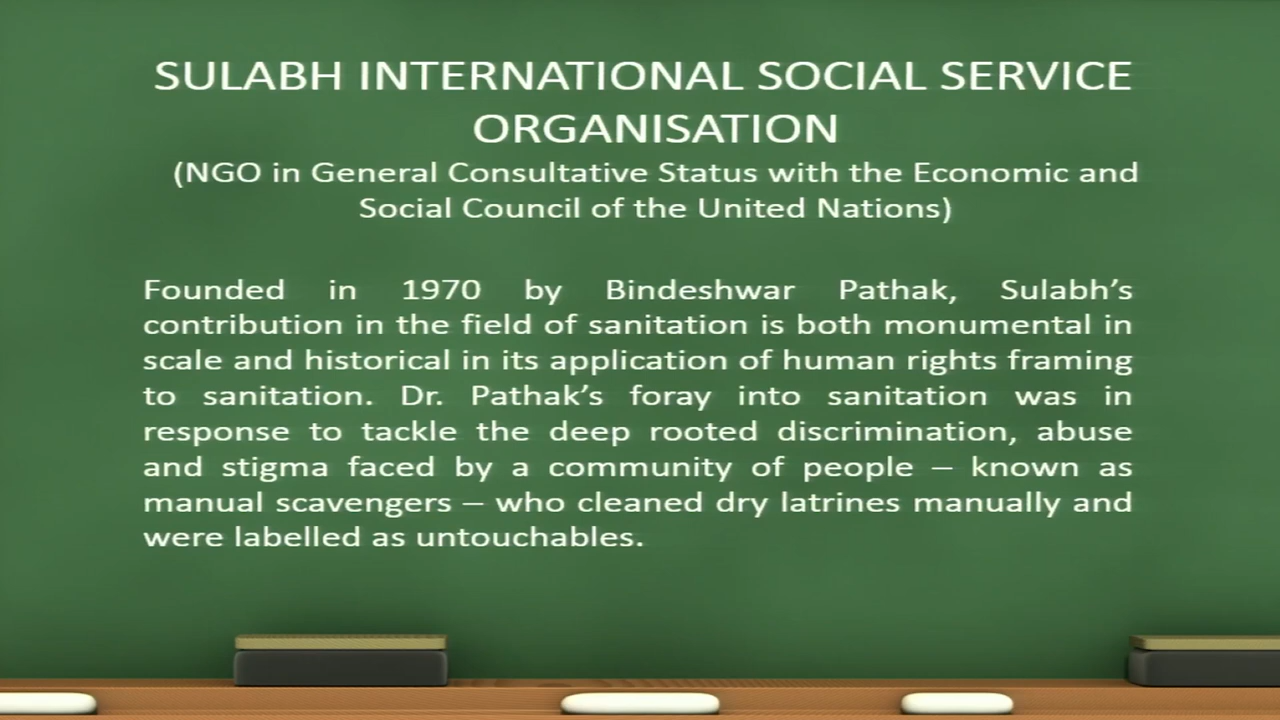 SULABH INTERNATIONAL SOCIAL SERVICE
ORGANISATION
(NGO in General Consultative Status with the Economic and
Social Council of the United Nations)
Founded in 1970 by Bindeshwar Pathak, Sulabh’s
contribution in the field of sanitation is both monumental in
scale and historical in its application of human rights framing
to sanitation. Dr. Pathak’s foray into sanitation was in
response to tackle the deep rooted discrimination, abuse
and stigma faced by a community of people – known as
manual scavengers – who cleaned dry latrines manually and
were labelled as untouchables.